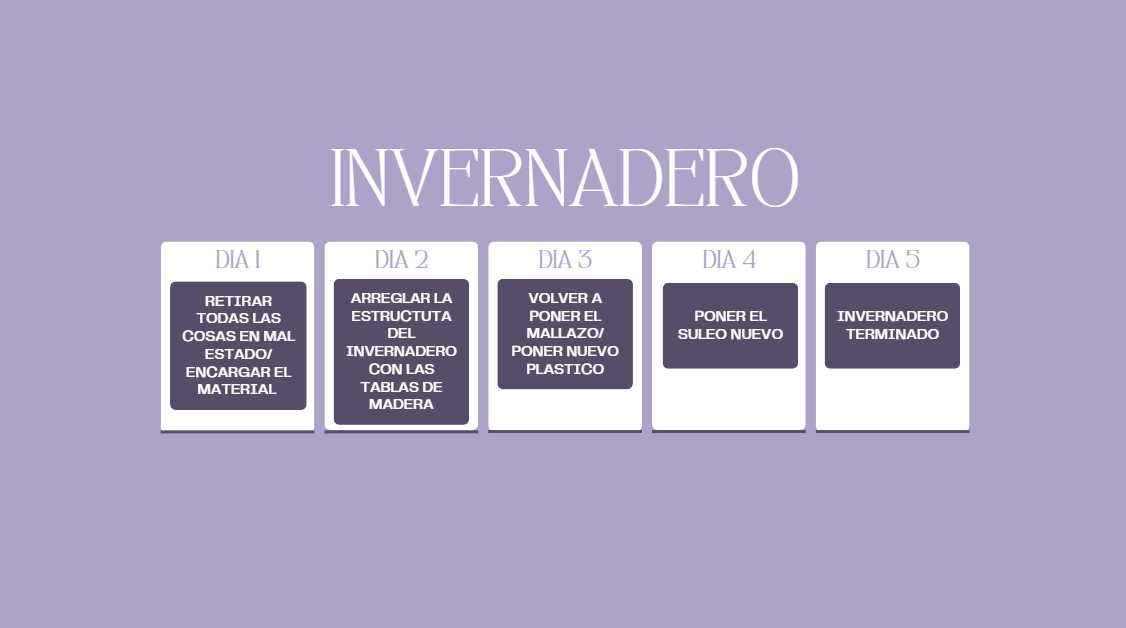 INVERNADERO
DIA 1
RETIRAR
TODAS LAS
COSAS EN MAL
ESTADO/
ENCARGAR EL
MATERIAL
DIA 2
ARREGLAR LA
ESTRUCTUTA
DEL
INVERNADERO
CON LAS
TABLAS DE
MADERA
DIA 3
VOLVER A
PONER EL
MALLAZO/
PONER NUEVO
PLASTICO
DIA 4
PONER EL
SULEO NUEVO
DIA 5
INVERNADERO
TERMINADO